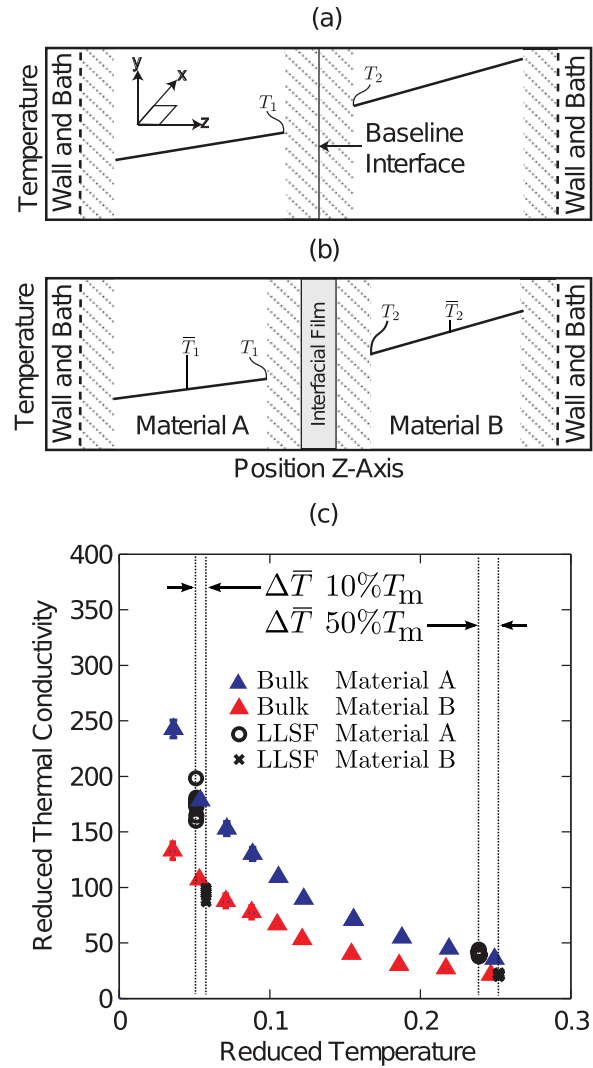 (a)
Temperature
Wall and Bath
y
x
z
T1
T2
Baseline
Interface
Wall and Bath
(b)
Temperature
Wall and Bath
T̅1
T1
Material A
Interfacial Film
T2
T̅2
Material B
Wall and Bath
Position Z-Axis
(c)
Reduced Thermal Conductivity
400
350
300
250
200
150
100
50
0
ΔT̅ 10%Tm
ΔT̅ 50%Tm
Bulk Material A
Bulk Material B
LLSF Material A
LLSF Material B
0 0.1 0.2 0.3
Reduced Temperature